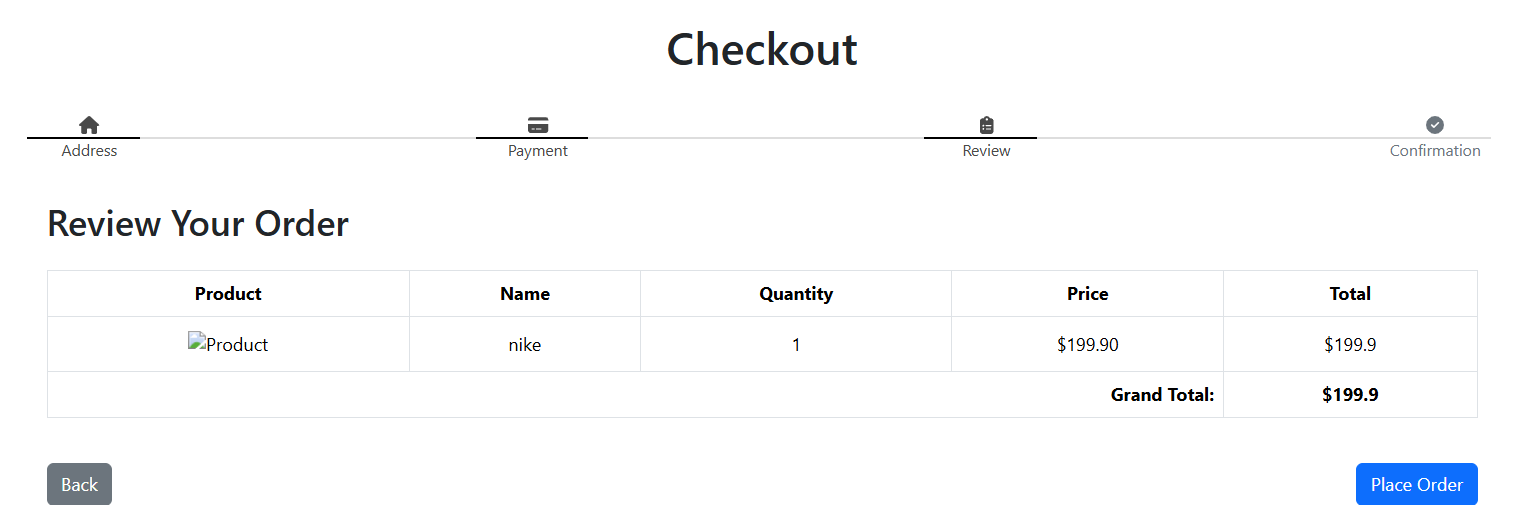 Checkout
Address Payment Review Confirmation
Review Your Order
Product Name Quantity Price Total
Product nike 1 $199.90 $199.9
Grand Total: $199.9
Back Place Order